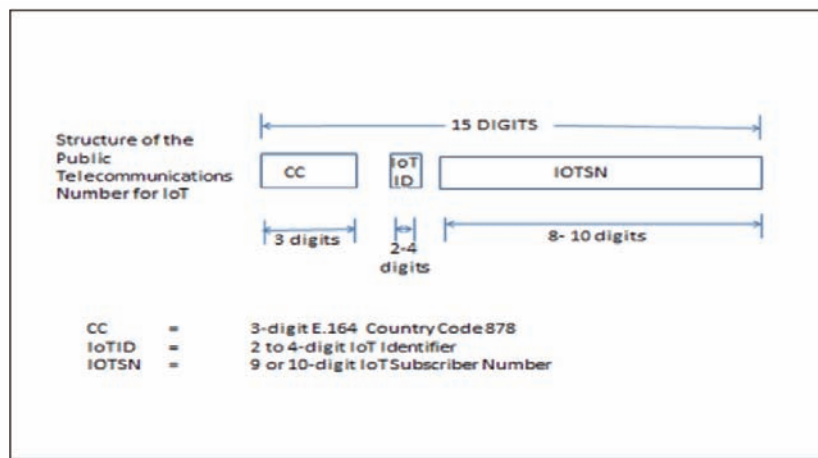 15 DIGITS
Structure of the
Public
Telecommunications
Number for IoT
CC
IoT
ID
IOTSN
3 digits
2-4
digits
8- 10 digits
CC = 3-digit E.164 Country Code 878
IoTID = 2 to 4-digit IoT Identifier
IOTSN = 9 or 10-digit IoT Subscriber Number